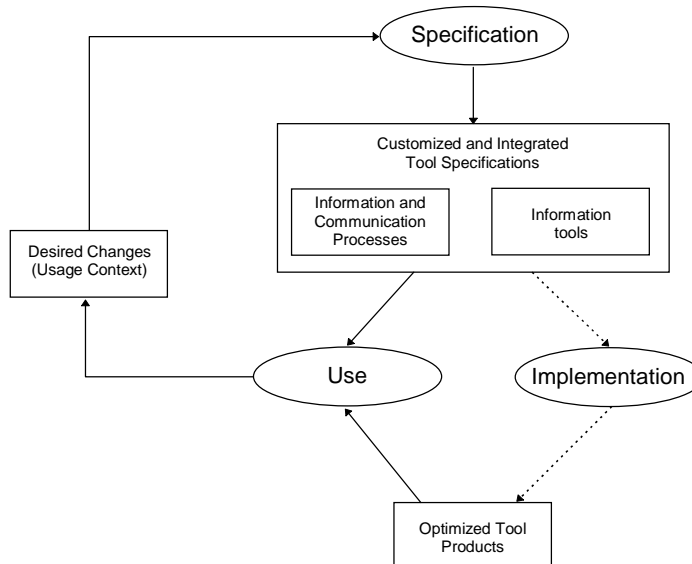 Specification
Customized and Integrated
Tool Specifications
Information and
Communication
Processes
Information
tools
Desired Changes
(Usage Context)
Use
Implementation
Optimized Tool
Products